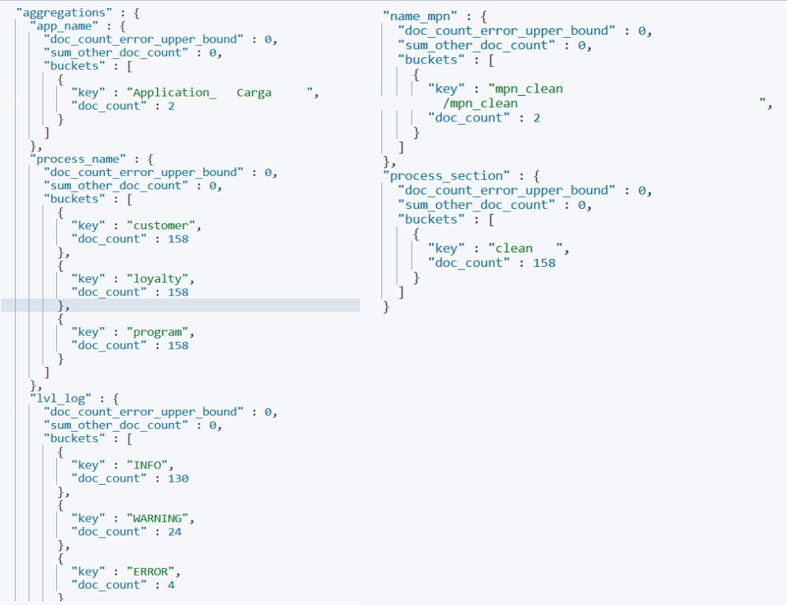 "aggregations" : {
"app_name" : {
"doc_count_error_upper_bound" : 0,
"sum_other_doc_count" : 0,
"buckets" : [
{
"key" : "Application_   Carga     ",
"doc_count" : 2
}
]
},
"process_name" : {
"doc_count_error_upper_bound" : 0,
"sum_other_doc_count" : 0,
"buckets" : [
{
"key" : "customer",
"doc_count" : 158
},
{
"key" : "loyalty",
"doc_count" : 158
},
{
"key" : "program",
"doc_count" : 158
}
]
},
"lvl_log" : {
"doc_count_error_upper_bound" : 0,
"sum_other_doc_count" : 0,
"buckets" : [
{
"key" : "INFO",
"doc_count" : 130
},
{
"key" : "WARNING",
"doc_count" : 24
},
{
"key" : "ERROR",
"doc_count" : 4
}
"name_mpn" : {
"doc_count_error_upper_bound" : 0,
"sum_other_doc_count" : 0,
"buckets" : [
{
"key" : "mpn_clean
/mpn_clean                                  ",
"doc_count" : 2
}
]
},
"process_section" : {
"doc_count_error_upper_bound" : 0,
"sum_other_doc_count" : 0,
"buckets" : [
{
"key" : "clean   ",
"doc_count" : 158
}
]
}